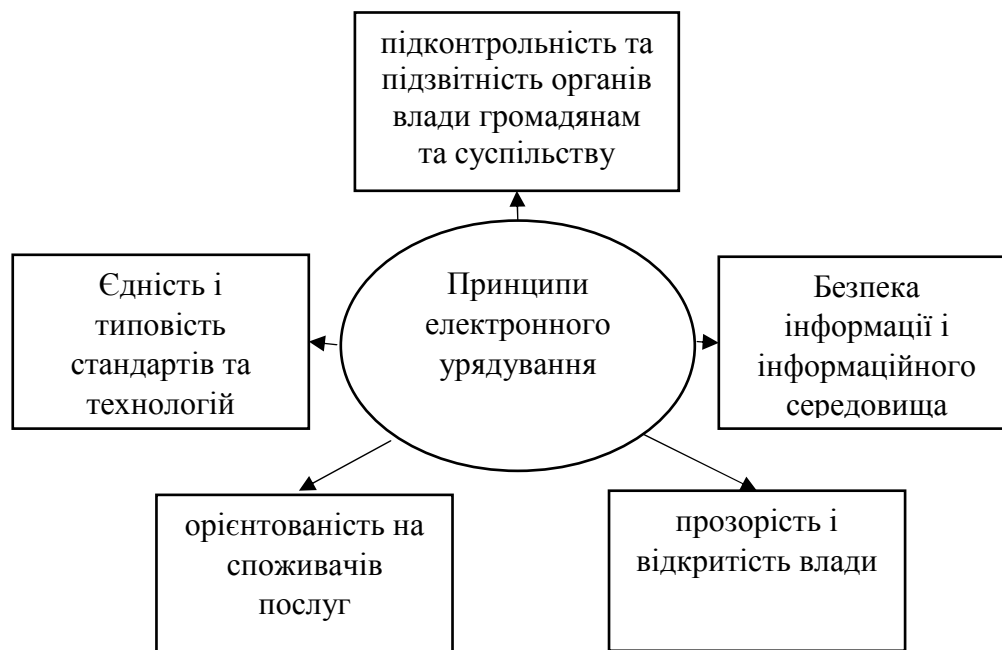 підконтрольність та
підзвітність органів
влади громадянам
та суспільству
Єдність і
типовість
стандартів та
технологій
Принципи
електронного
урядування
Безпека
інформації і
інформаційного
середовища
орієнтованість на
споживачів
послуг
прозорість і
відкритість влади